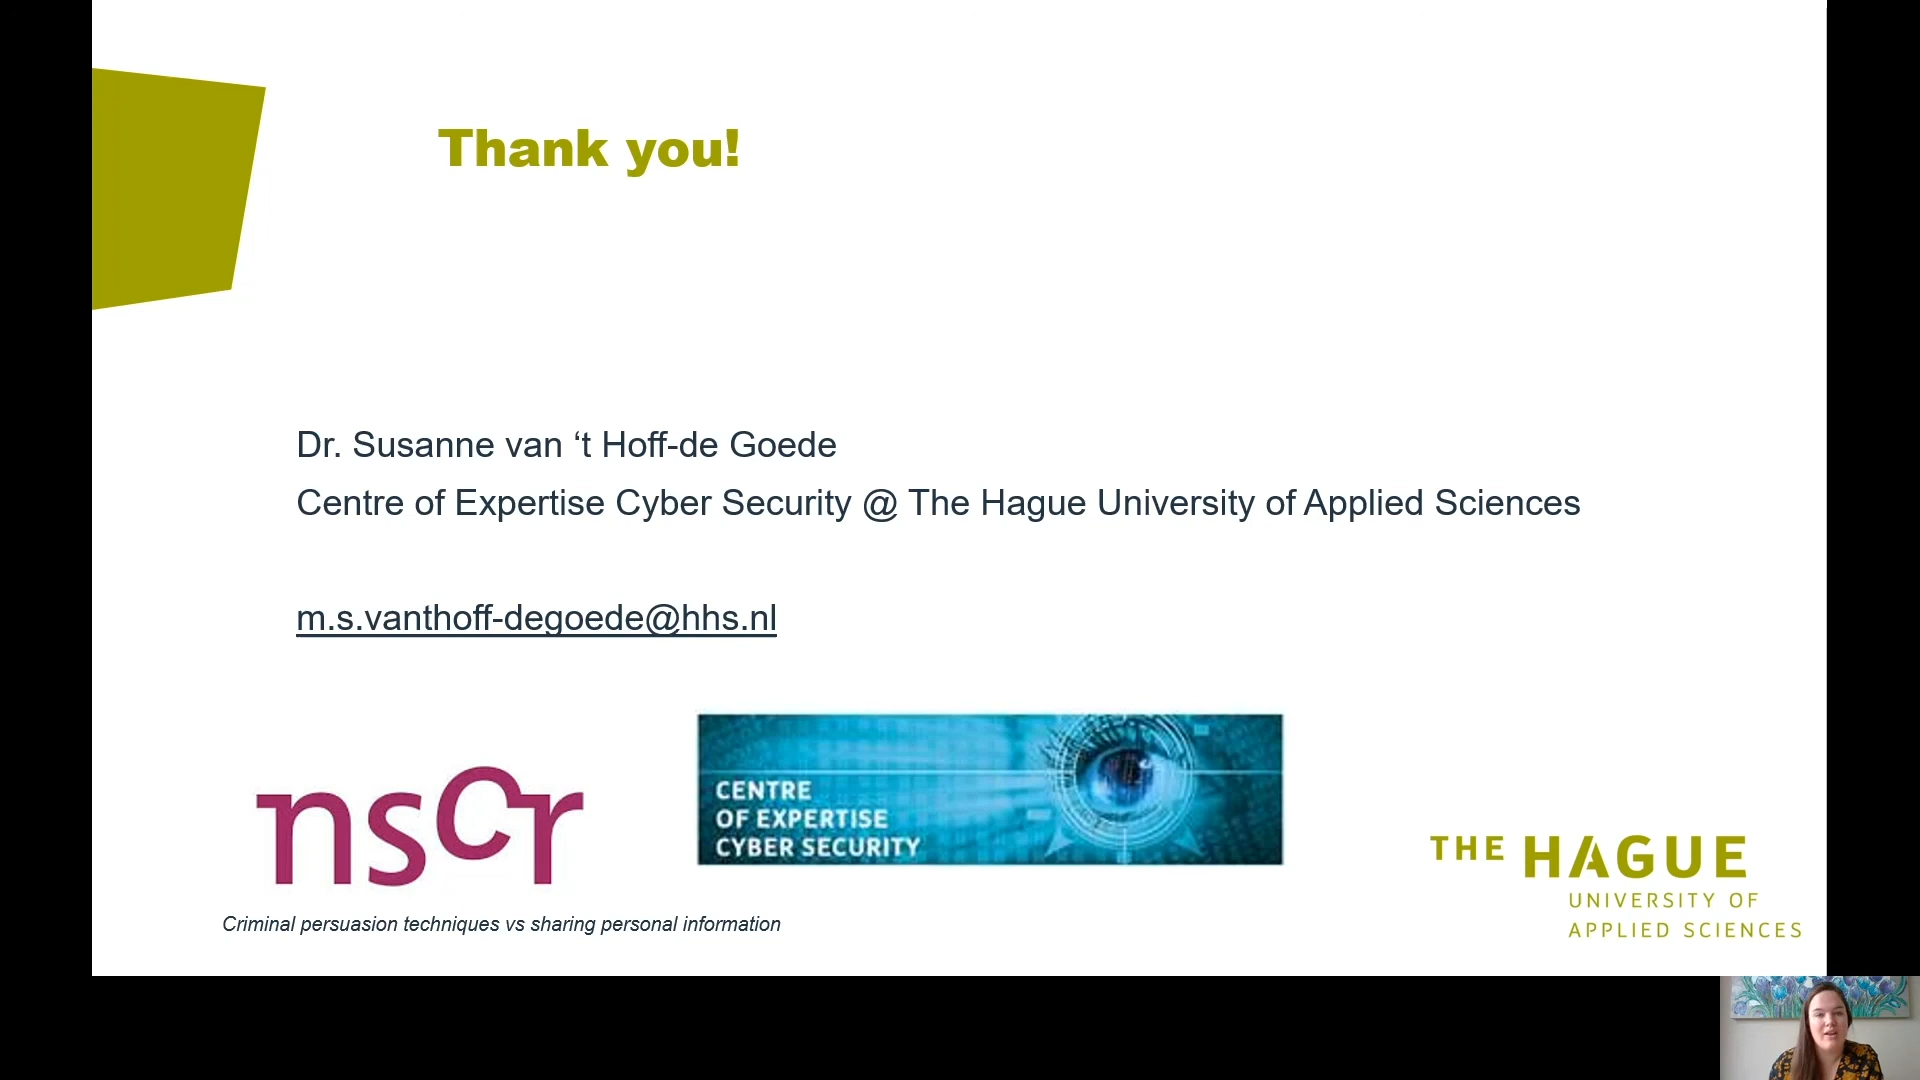 Thank you!
Dr. Susanne van ‘t Hoff-de Goede
Centre of Expertise Cyber Security @ The Hague University of Applied Sciences
m.s.vanthoff-degoede@hhs.nl
nscr
CENTRE
OF EXPERTISE
CYBER SECURITY
THE HAGUE
UNIVERSITY OF
APPLIED SCIENCES
Criminal persuasion techniques vs sharing personal information